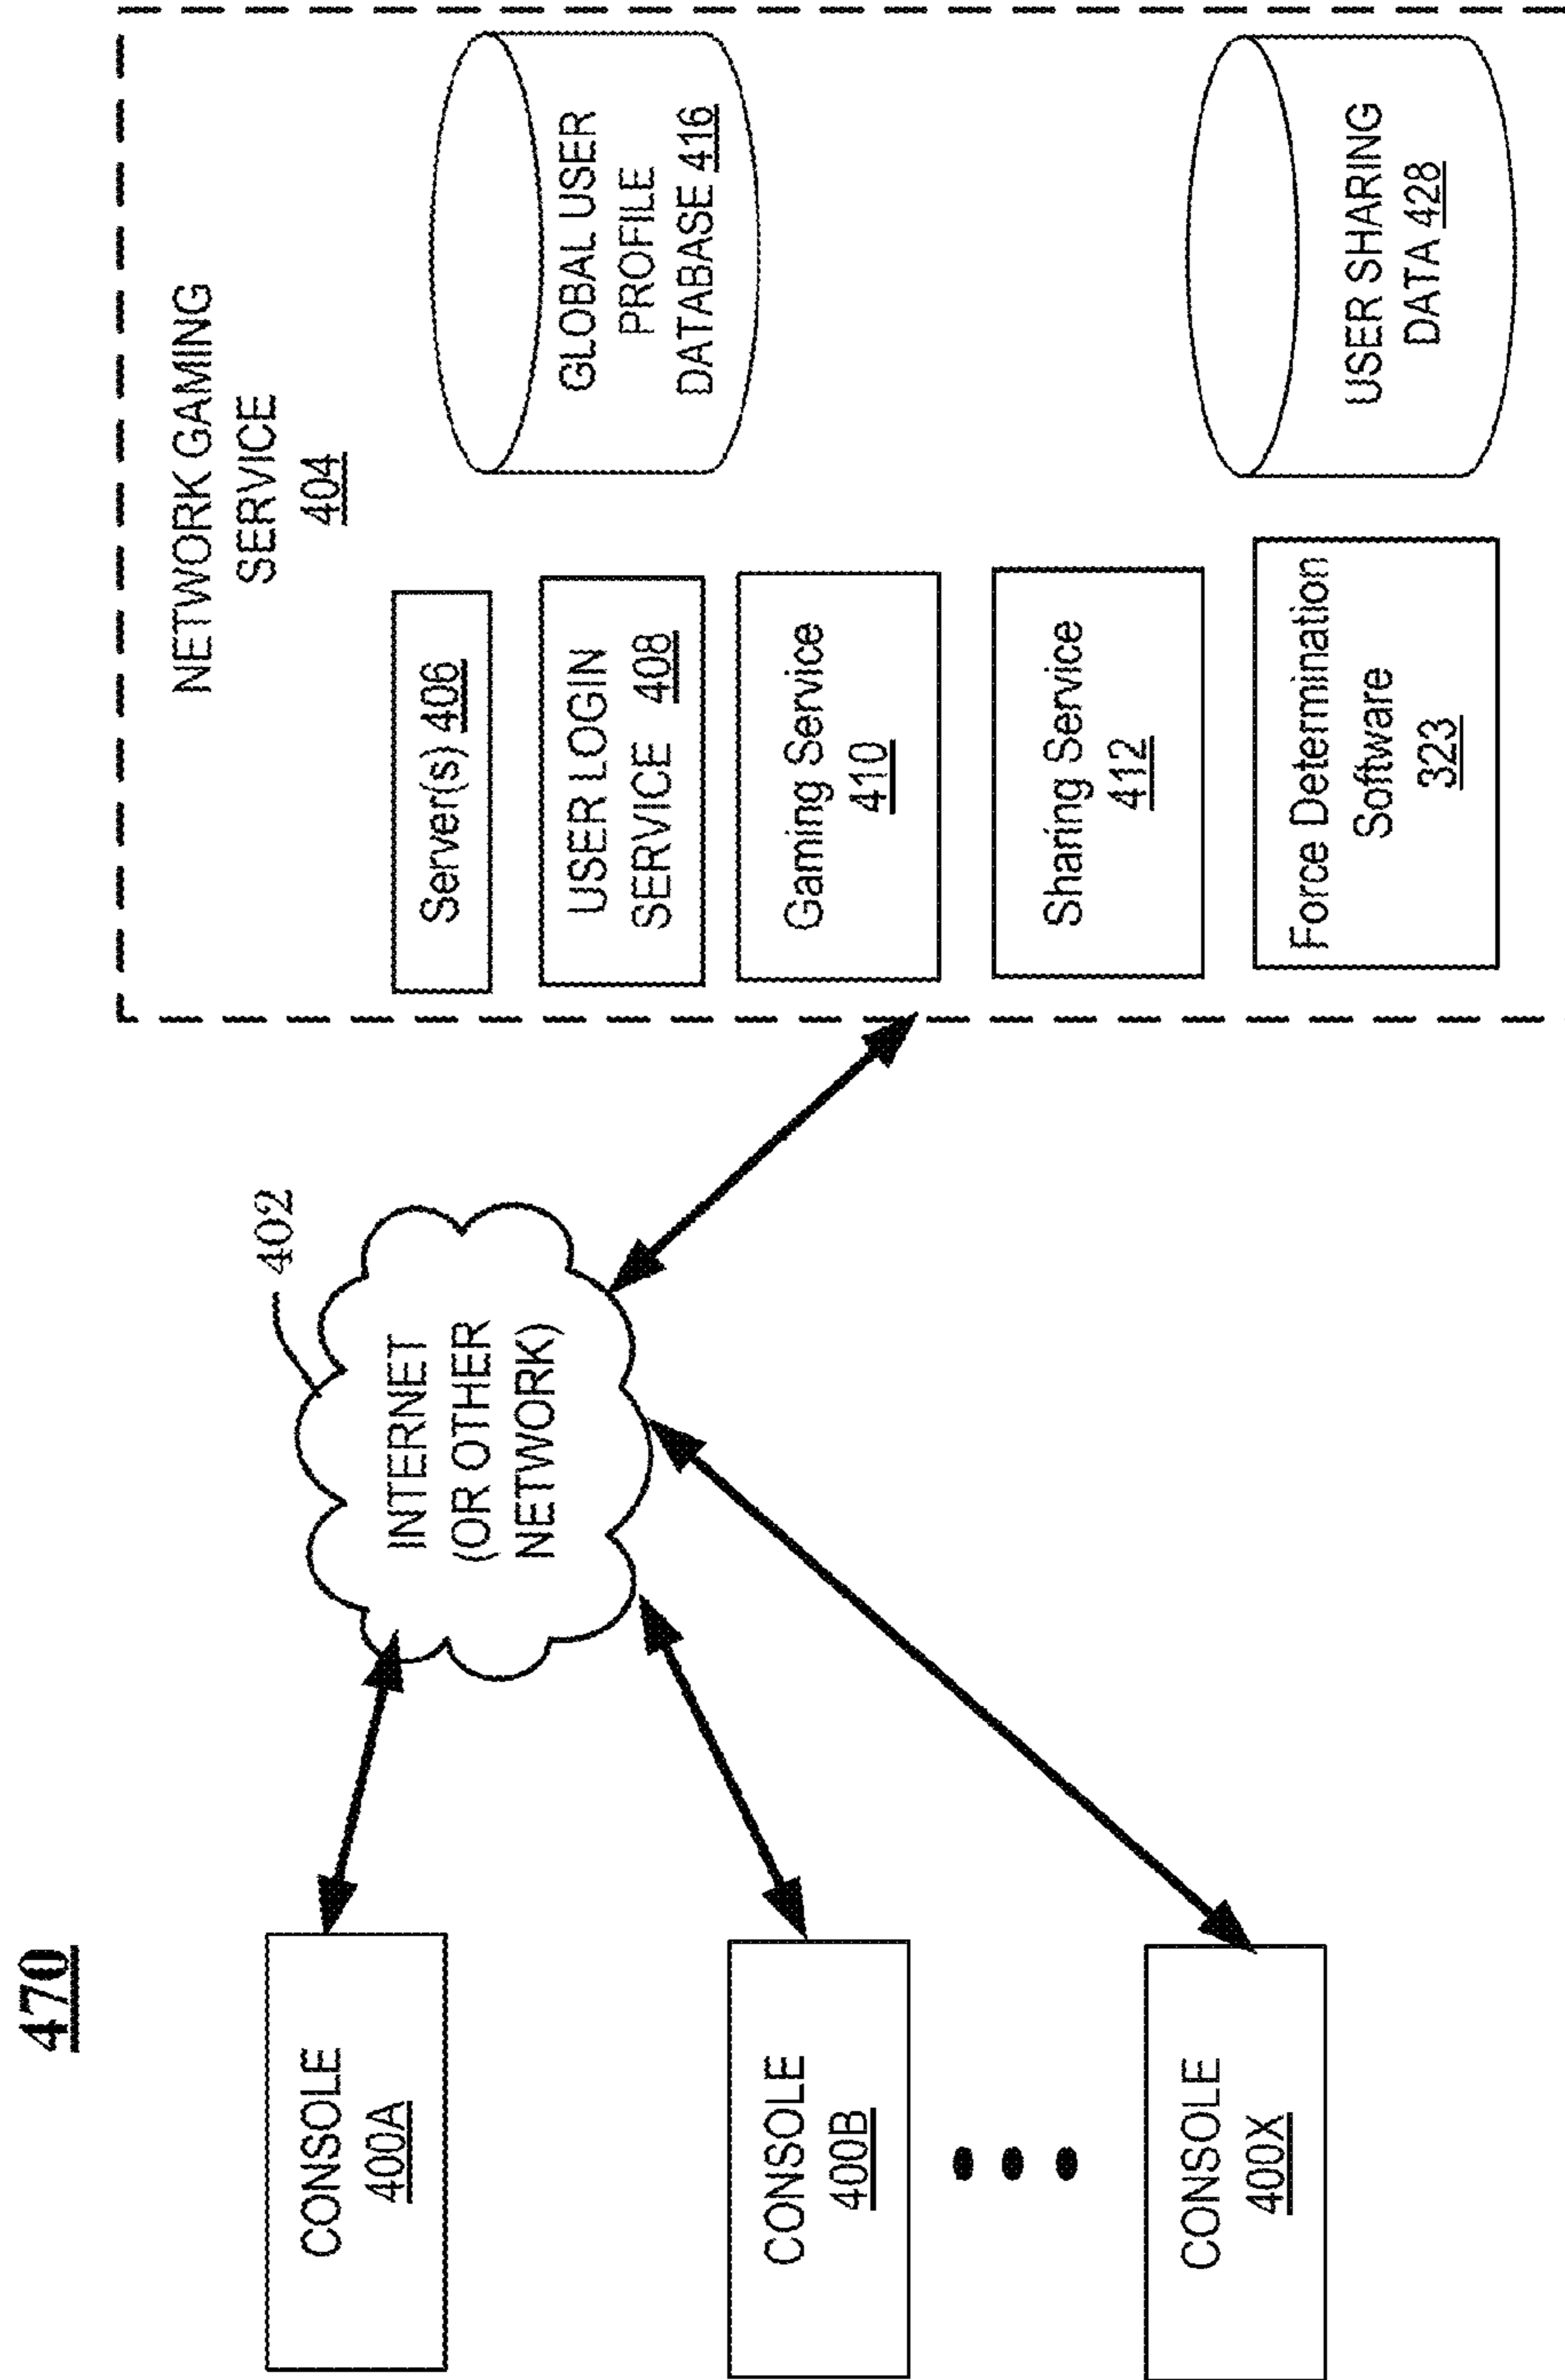 470
CONSOLE
400A
CONSOLE
400B
CONSOLE
400X
402
INTERNET
(OR OTHER
NETWORK)
NETWORK GAMING
SERVICE
404
Server(s) 406
USER LOGIN
SERVICE 408
Gaming Service
410
Sharing Service
412
Force Determination
Software
323
GLOBAL USER
PROFILE
DATABASE 416
USER SHARING
DATA 428